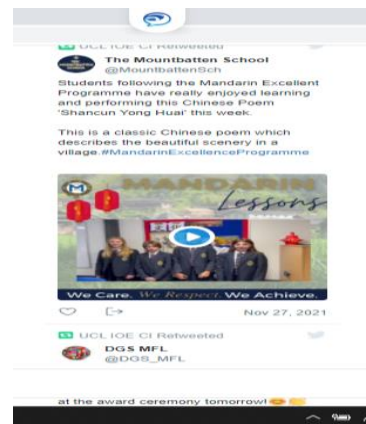 UCL IOE CI Retweeted
The Mountbatten School
@MountbattenSch
Students following the Mandarin Excellent
Programme have really enjoyed learning
and performing this Chinese Poem
'Shancun Yong Huai' this week.
This is a classic Chinese poem which
describes the beautiful scenery in a
village.#MandarinExcellenceProgramme
M
MANDARIN
Lessons
We Care. We Respect. We Achieve.
Nov 27, 2021
UCL IOE CI Retweeted
DGS MFL
@DGS_MFL
at the award ceremony tomorrow!